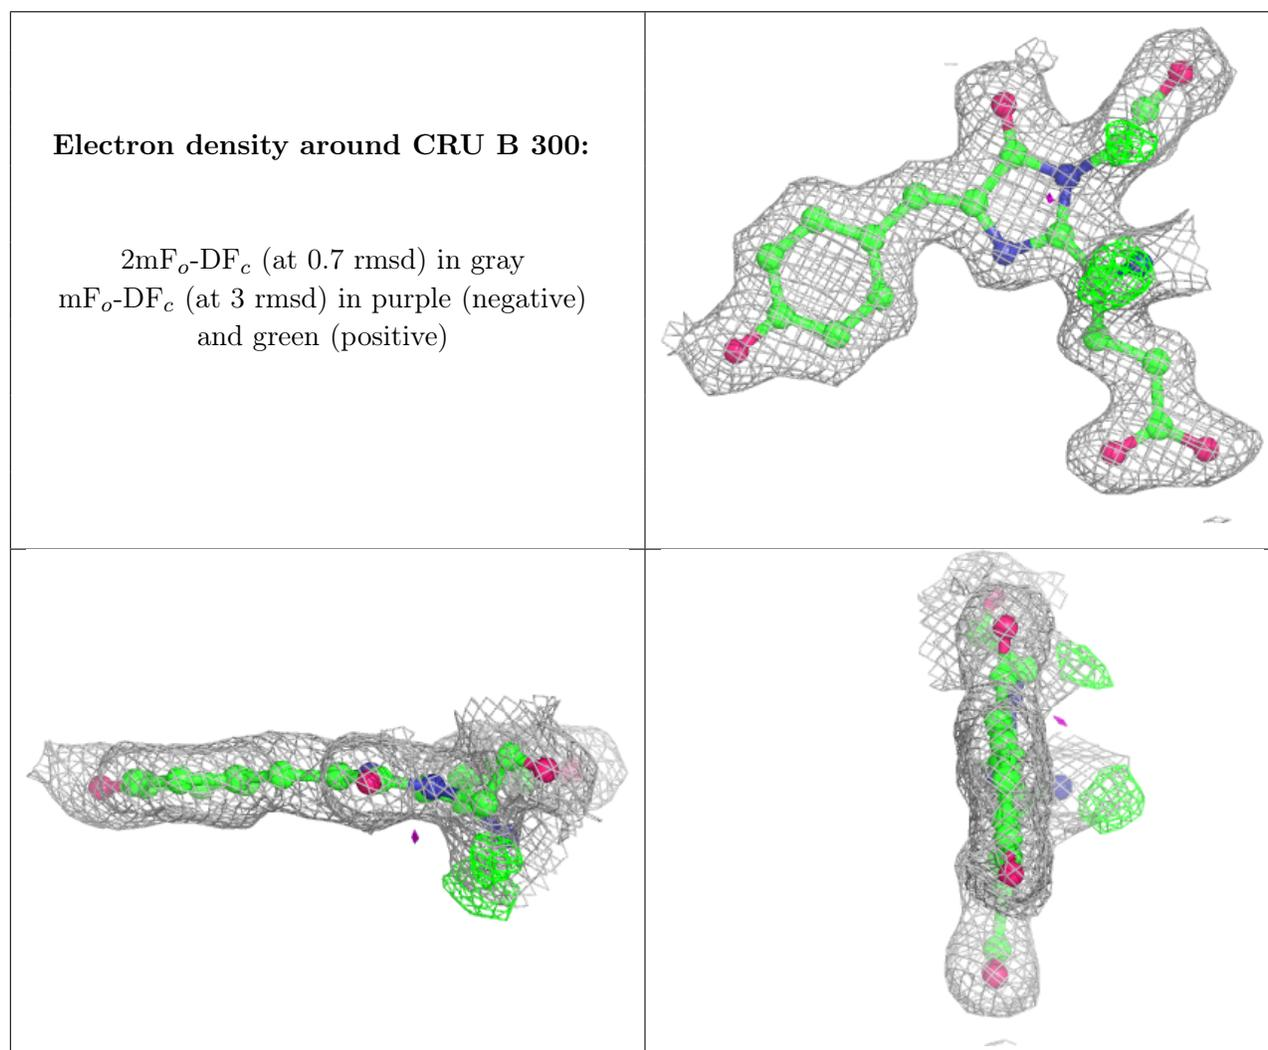 Electron density around CRU B 300:
2mFo-DFc (at 0.7 rmsd) in gray
mFo-DFc (at 3 rmsd) in purple (negative)
and green (positive)